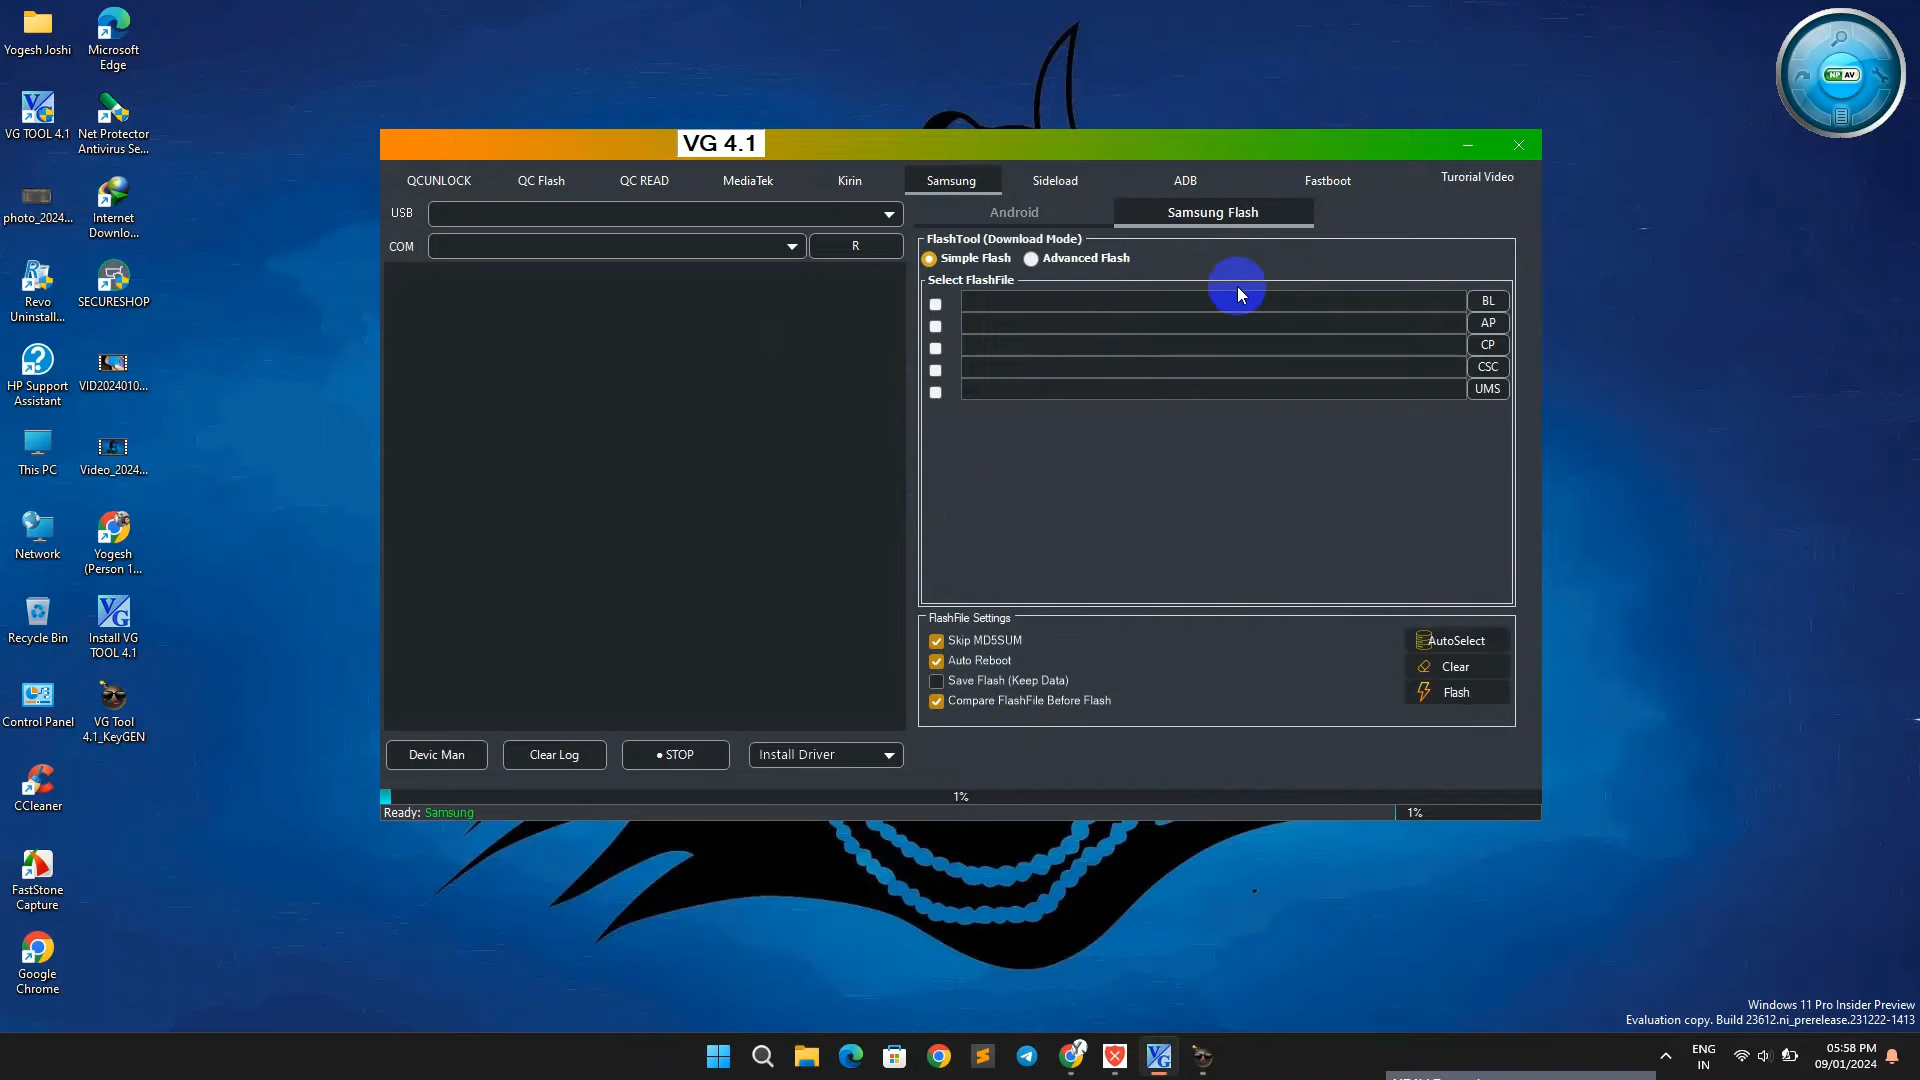 Yogesh Joshi
Microsoft
Edge
VG TOOL 4.1
Net Protector
Antivirus Se...
photo_2024...
Internet
Downlo...
Revo
Uninstall...
SECURESHOP
HP Support
Assistant
VID2024010...
This PC
Video_2024...
Network
Yogesh
(Person 1...
Recycle Bin
Install VG
TOOL 4.1
Control Panel
VG Tool
4.1_KeyGEN
CCleaner
FastStone
Capture
Google
Chrome
NP AV
VG 4.1
QCUNLOCK
QC Flash
QC READ
MediaTek
Kirin
Samsung
Sideload
ADB
Fastboot
Turorial Video
USB
COM
R
Android
Samsung Flash
FlashTool (Download Mode)
Simple Flash
Advanced Flash
Select FlashFile
BL
AP
CP
CSC
UMS
FlashFile Settings
Skip MD5SUM
Auto Reboot
Save Flash (Keep Data)
Compare FlashFile Before Flash
AutoSelect
Clear
Flash
Devic Man
Clear Log
● STOP
Install Driver
1%
Ready: Samsung
1%
Windows 11 Pro Insider Preview
Evaluation copy. Build 23612.ni_prerelease.231222-1413
ENG
IN
05:58 PM
09/01/2024